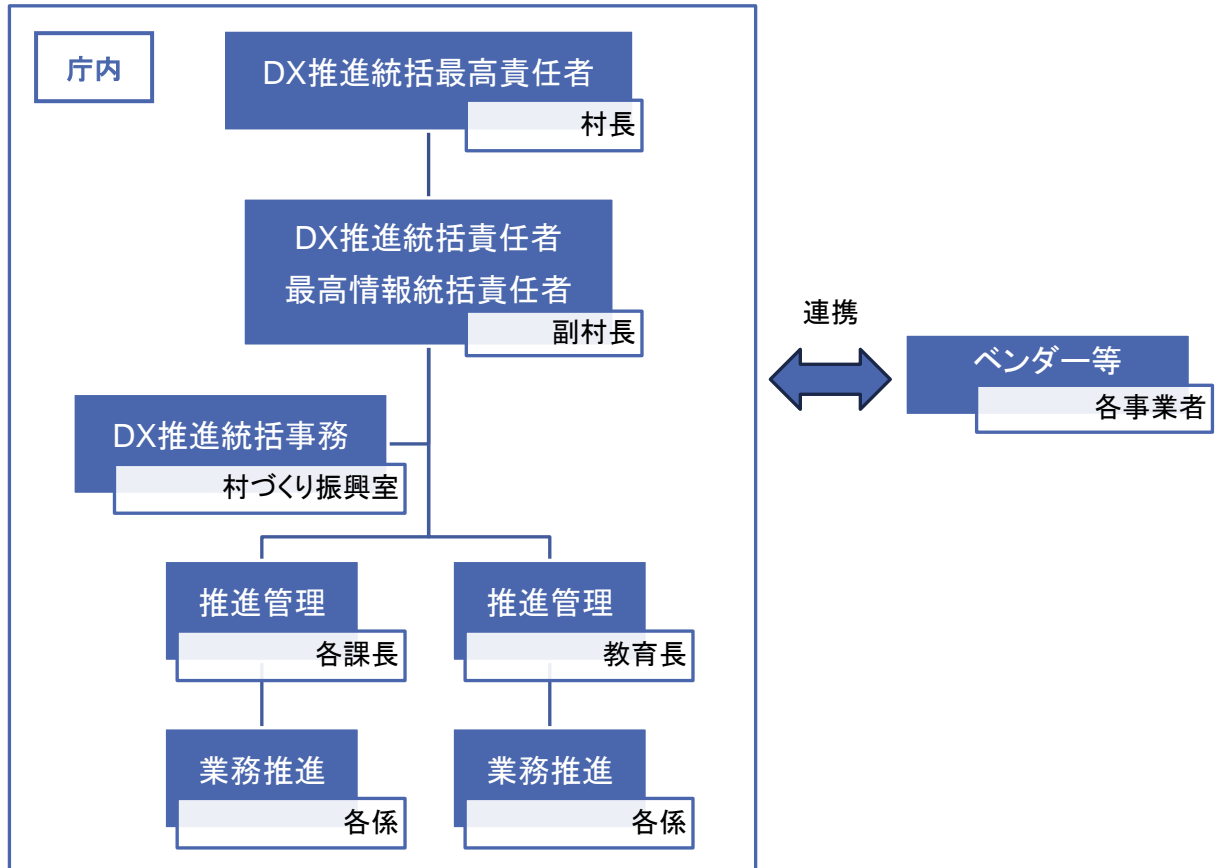 庁内
DX推進統括最高責任者
村長
DX推進統括責任者
最高情報統括責任者
副村長
連携
ベンダー等
各事業者
DX推進統括事務
村づくり振興室
推進管理
各課長
推進管理
教育長
業務推進
各係
業務推進
各係